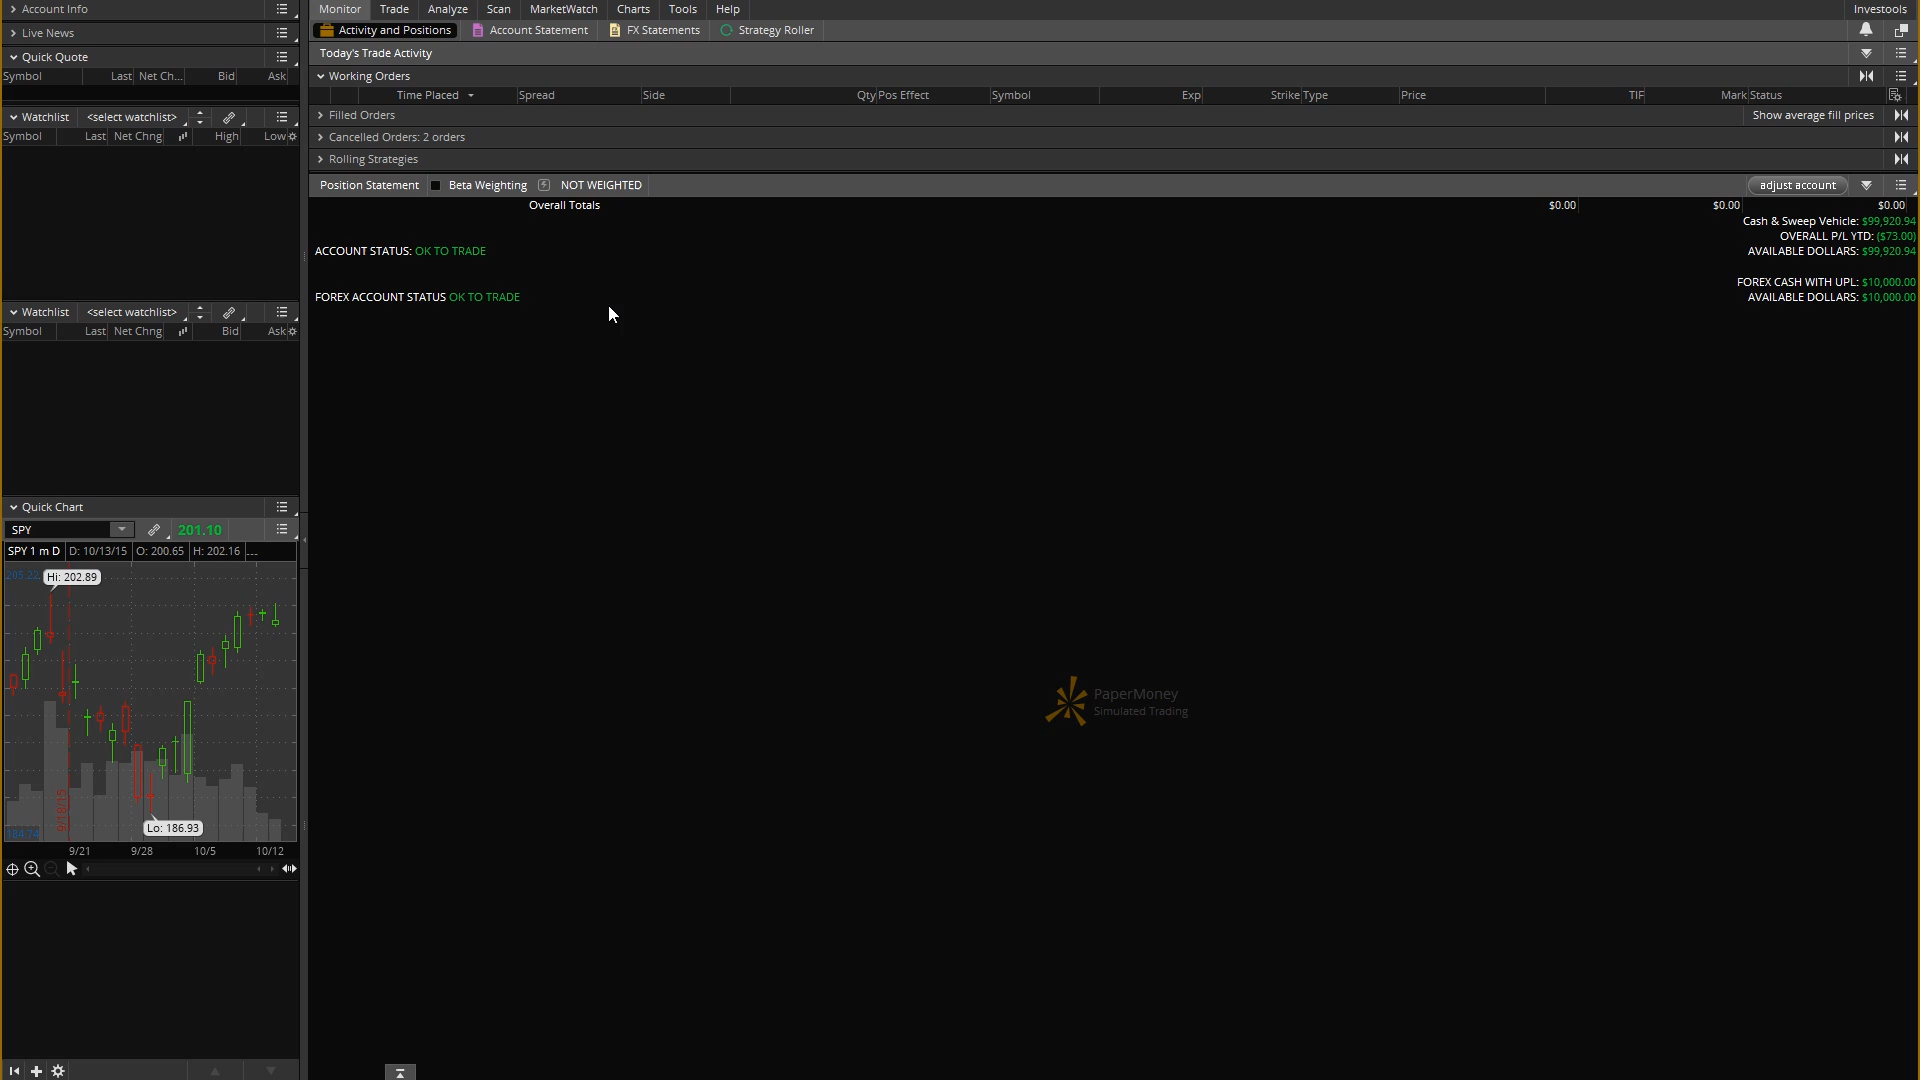 Account Info
Live News
Quick Quote
Symbol Last Net Ch... Bid Ask
Watchlist <select watchlist>
Symbol Last Net Chng High Low
Watchlist <select watchlist>
Symbol Last Net Chng Bid Ask
Quick Chart
SPY 201.10
SPY 1 m D D: 10/13/15 O: 200.65 H: 202.16 ...
205.22
Hi: 202.89
9/18/15
Lo: 186.93
184.74
9/21 9/28 10/5 10/12
Monitor Trade Analyze Scan MarketWatch Charts Tools Help Investools
Activity and Positions Account Statement FX Statements Strategy Roller
Today's Trade Activity
Working Orders
Time Placed Spread Side Qty Pos Effect Symbol Exp Strike Type Price TIF Mark Status
Filled Orders Show average fill prices
Cancelled Orders: 2 orders
Rolling Strategies
Position Statement Beta Weighting NOT WEIGHTED adjust account
Overall Totals $0.00 $0.00 $0.00
Cash & Sweep Vehicle: $99,920.94
OVERALL P/L YTD: ($73.00)
ACCOUNT STATUS: OK TO TRADE AVAILABLE DOLLARS: $99,920.94
FOREX CASH WITH UPL: $10,000.00
FOREX ACCOUNT STATUS OK TO TRADE AVAILABLE DOLLARS: $10,000.00
PaperMoney
Simulated Trading